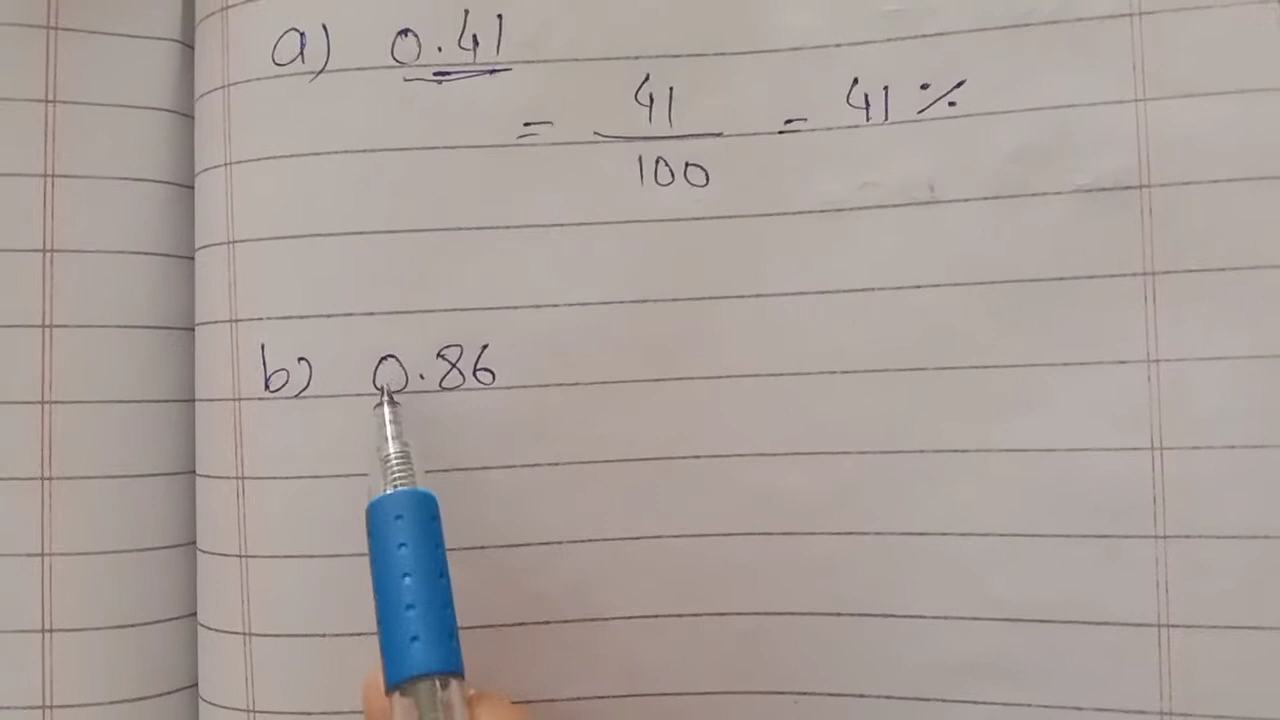 a) 0.41
= 41/100 = 41%
b) 0.86